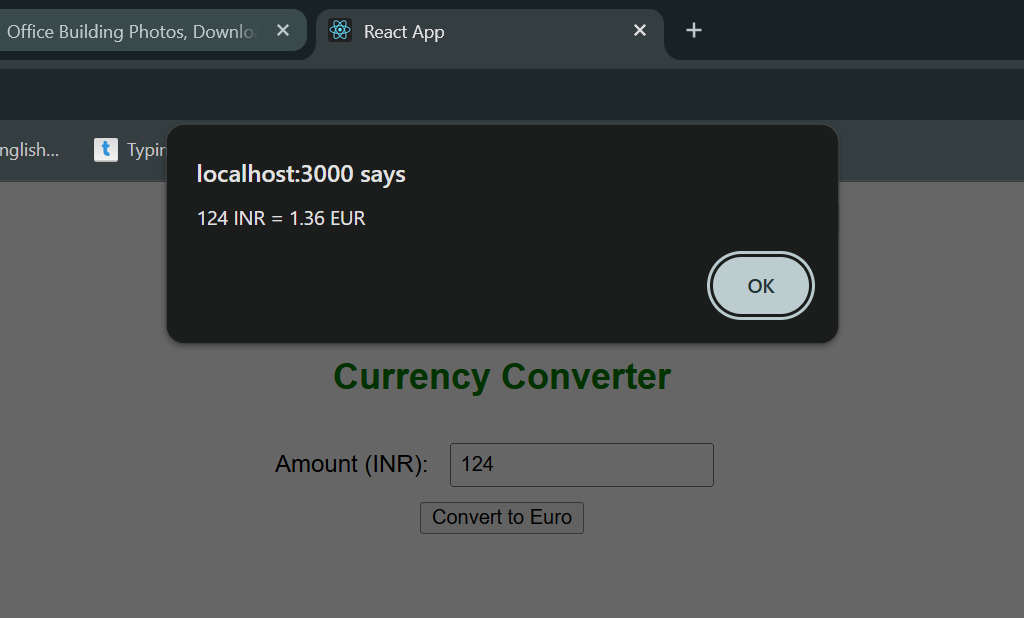 Office Building Photos, Downlo
React App
nglish...
t Typin
localhost:3000 says
124 INR = 1.36 EUR
OK
Currency Converter
Amount (INR): 124
Convert to Euro